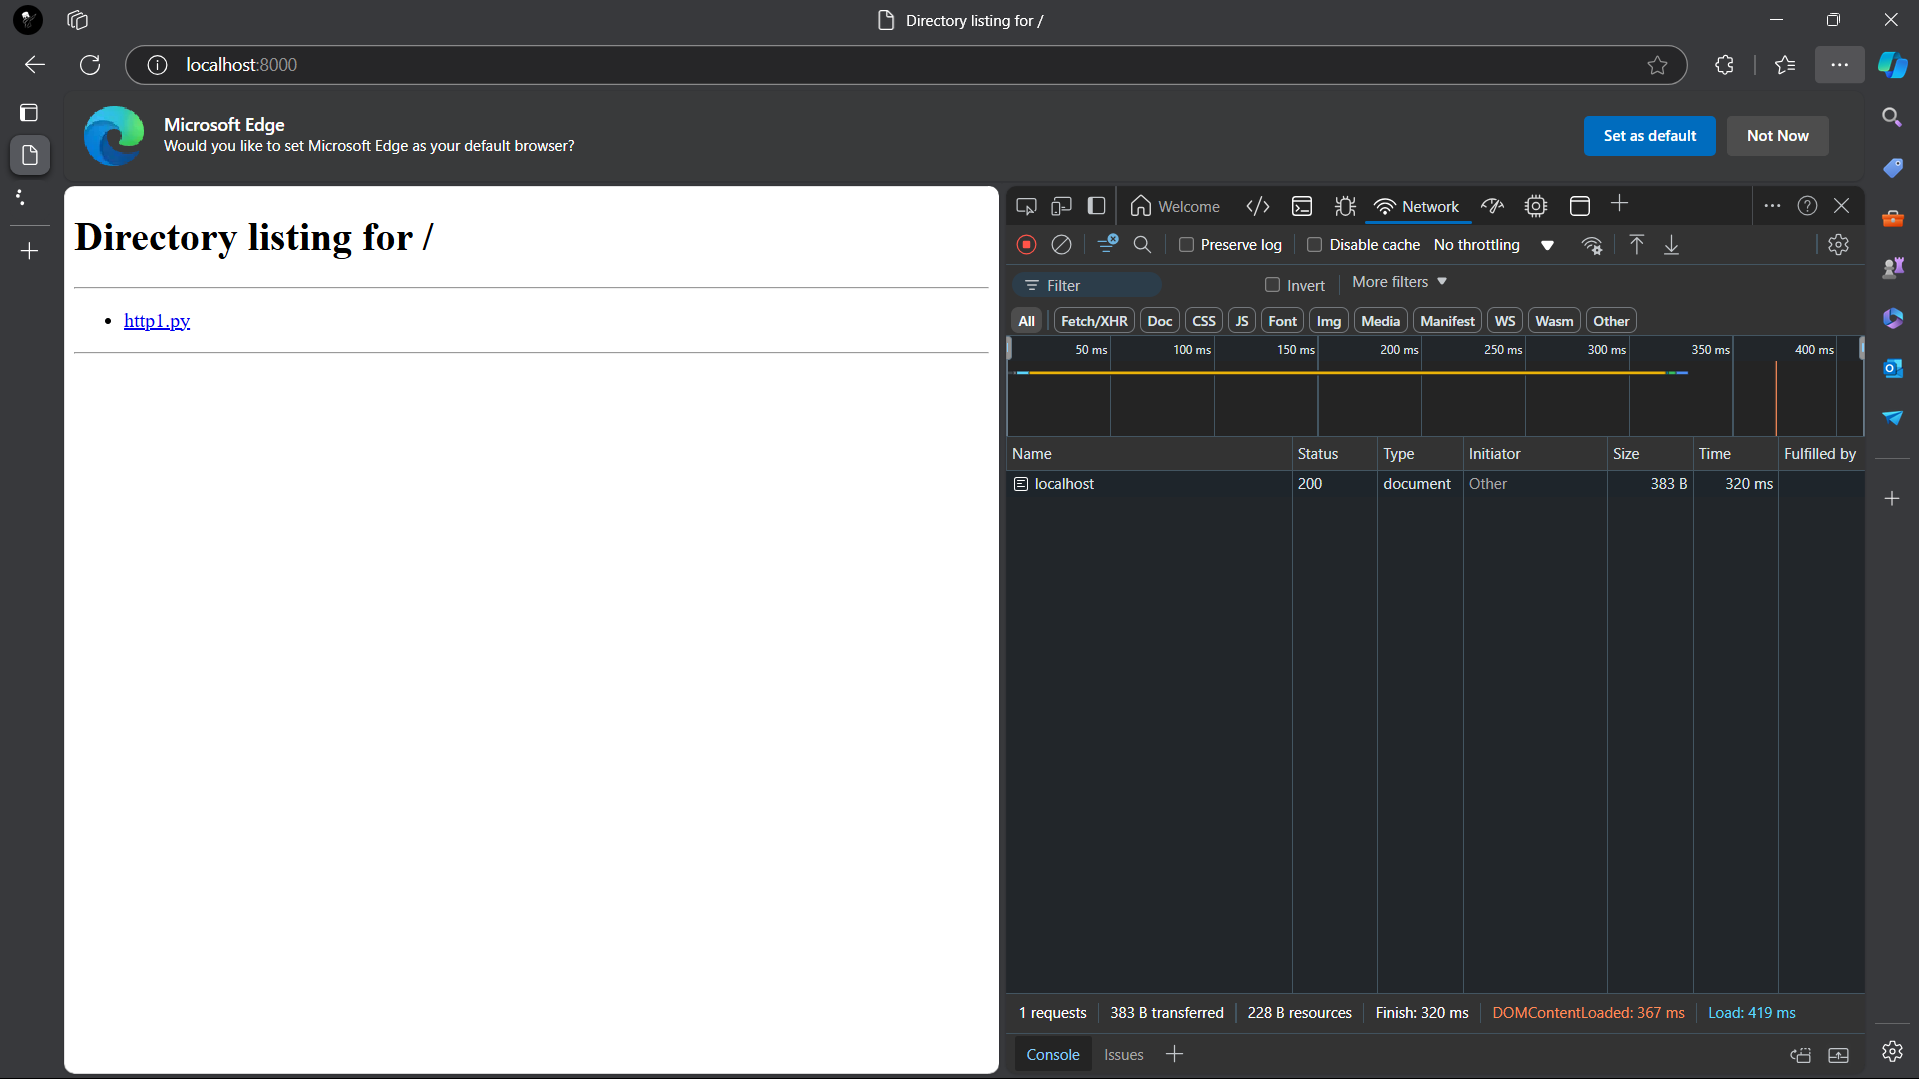 Directory listing for /
localhost:8000
Microsoft Edge
Would you like to set Microsoft Edge as your default browser?
Set as default
Not Now
Directory listing for /
http1.py
Welcome
Network
Preserve log
Disable cache
No throttling
Filter
Invert
More filters
All
Fetch/XHR
Doc
CSS
JS
Font
Img
Media
Manifest
WS
Wasm
Other
50 ms
100 ms
150 ms
200 ms
250 ms
300 ms
350 ms
400 ms
Name Status Type Initiator Size Time Fulfilled by
localhost 200 document Other 383 B 320 ms
1 requests 383 B transferred 228 B resources Finish: 320 ms DOMContentLoaded: 367 ms Load: 419 ms
Console Issues